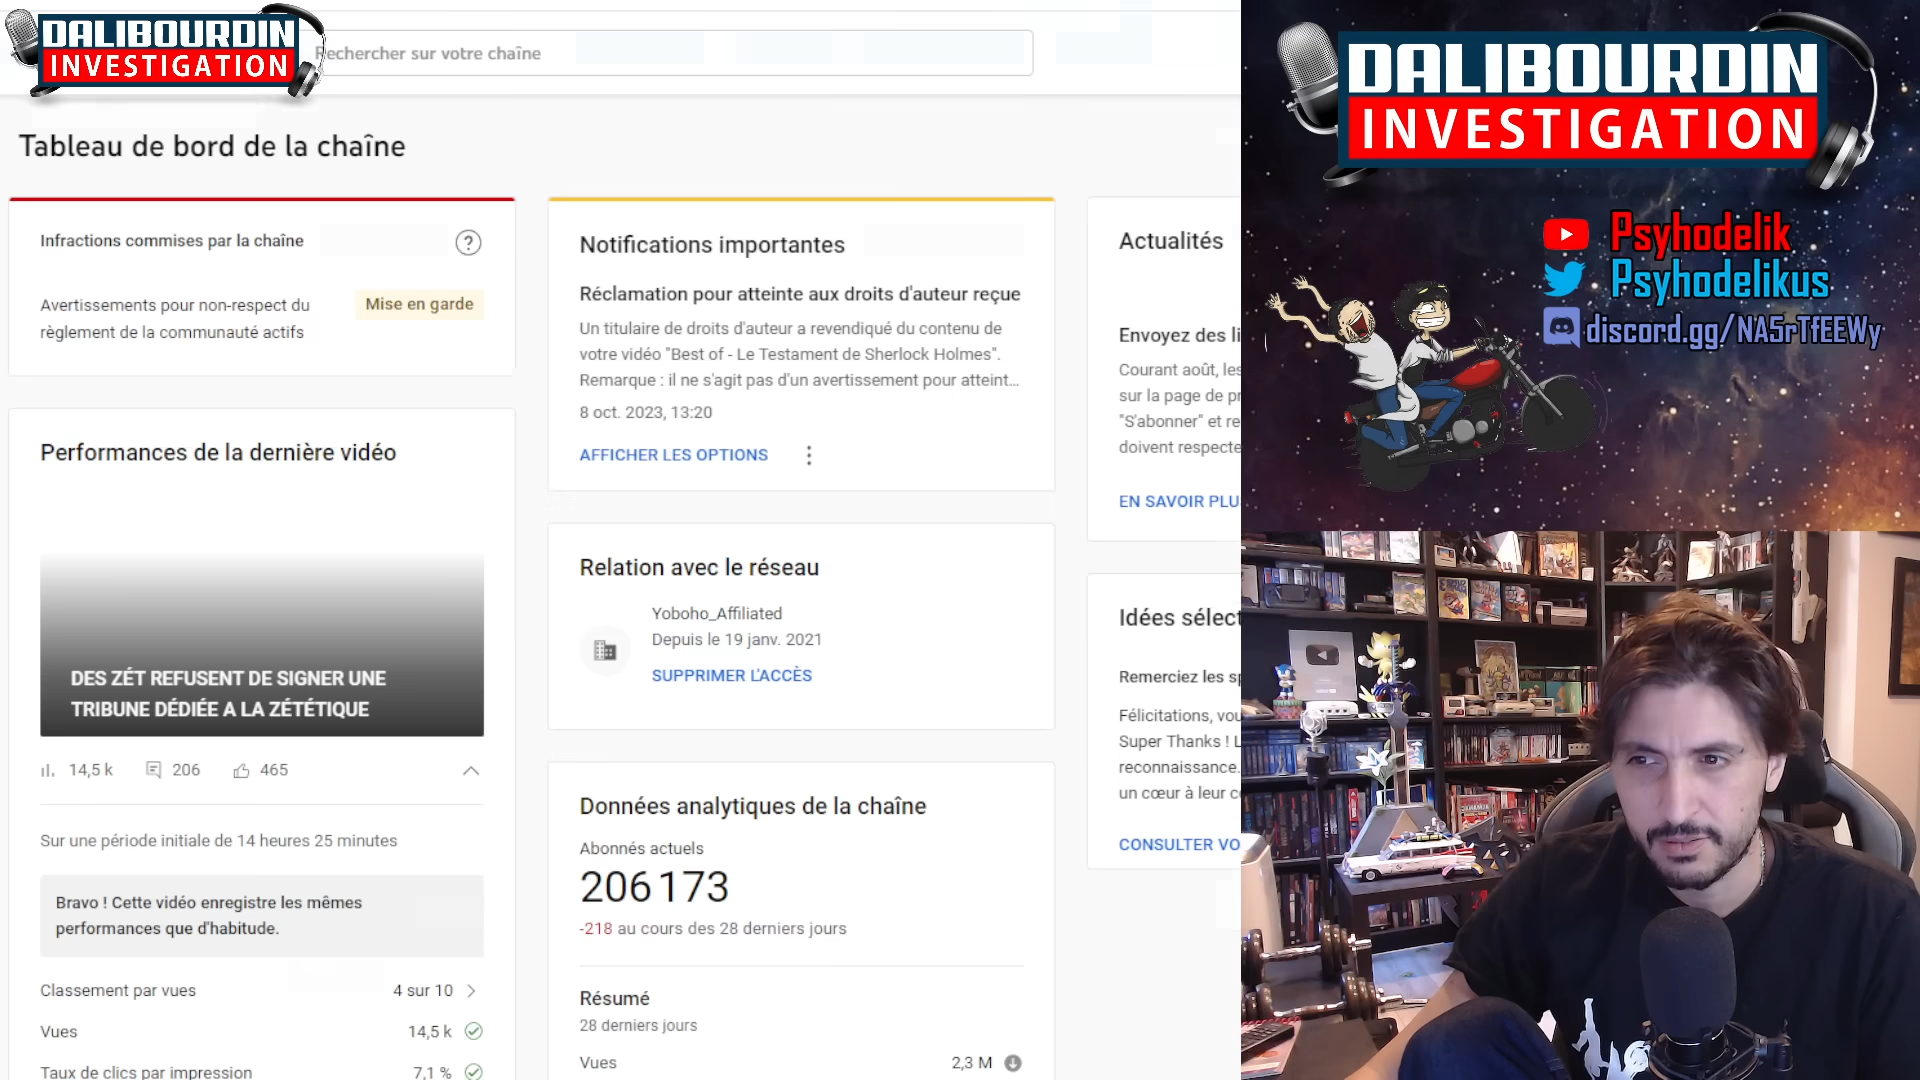 DALIBOURDIN
INVESTIGATION
Rechercher sur votre chaîne
Tableau de bord de la chaîne
Infractions commises par la chaîne
?
Avertissements pour non-respect du
règlement de la communauté actifs
Mise en garde
Performances de la dernière vidéo
DES ZÉT REFUSENT DE SIGNER UNE
TRIBUNE DÉDIÉE A LA ZÉTÉTIQUE
14,5 k 206 465
Sur une période initiale de 14 heures 25 minutes
Bravo ! Cette vidéo enregistre les mêmes
performances que d'habitude.
Classement par vues 4 sur 10
Vues 14,5 k
Taux de clics par impression 7,1 %
Notifications importantes
Réclamation pour atteinte aux droits d'auteur reçue
Un titulaire de droits d'auteur a revendiqué du contenu de
votre vidéo "Best of - Le Testament de Sherlock Holmes".
Remarque : il ne s'agit pas d'un avertissement pour atteint...
8 oct. 2023, 13:20
AFFICHER LES OPTIONS
Relation avec le réseau
Yoboho_Affiliated
Depuis le 19 janv. 2021
SUPPRIMER L'ACCÈS
Données analytiques de la chaîne
Abonnés actuels
206 173
-218 au cours des 28 derniers jours
Résumé
28 derniers jours
Vues 2,3 M
Actualités
Envoyez des li
Courant août, les
sur la page de pr
"S'abonner" et re
doivent respecte
EN SAVOIR PLU
Idées sélect
Remerciez les sp
Félicitations, vou
Super Thanks ! L
reconnaissance.
un cœur à leur c
CONSULTER VO
DALIBOURDIN
INVESTIGATION
Psyhodelik
Psyhodelikus
discord.gg/NA5rTfEEWy